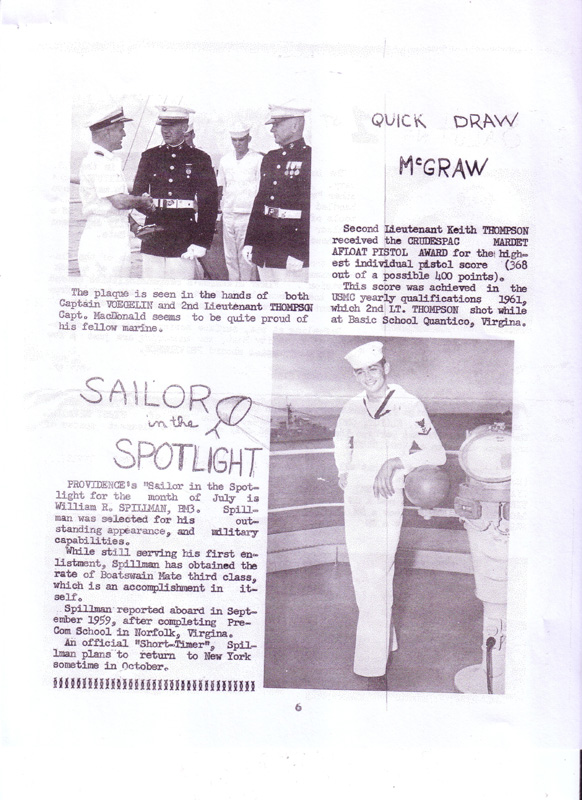 QUICK DRAW
McGRAW
Second Lieutenant Keith THOMPSON
received the CRUDESPAC MARDET
AFLOAT PISTOL AWARD for the high-
est individual pistol score (368
out of a possible 400 points).
This score was achieved in the
USMC yearly qualifications 1961,
which 2nd LT. THOMPSON shot while
at Basic School Quantico, Virgina.
The plaque is seen in the hands of both
Captain VOEGELIN and 2nd Lieutenant THOMPSON
Capt. MacDonald seems to be quite proud of
his fellow marine.
SAILOR
in the
SPOTLIGHT
PROVIDENCE's "Sailor in the Spot-
light for the month of July is
William R. SPILLMAN, BM3. Spill-
man was selected for his out-
standing appearance, and military
capabilities.
While still serving his first en-
listment, Spillman has obtained the
rate of Boatswain Mate third class,
which is an accomplishment in it-
self.
Spillman reported aboard in Sept-
ember 1959, after completing Pre-
Com School in Norfolk, Virgina.
An official "Short-Timer", Spil-
lman plans to return to New York
sometime in October.
6